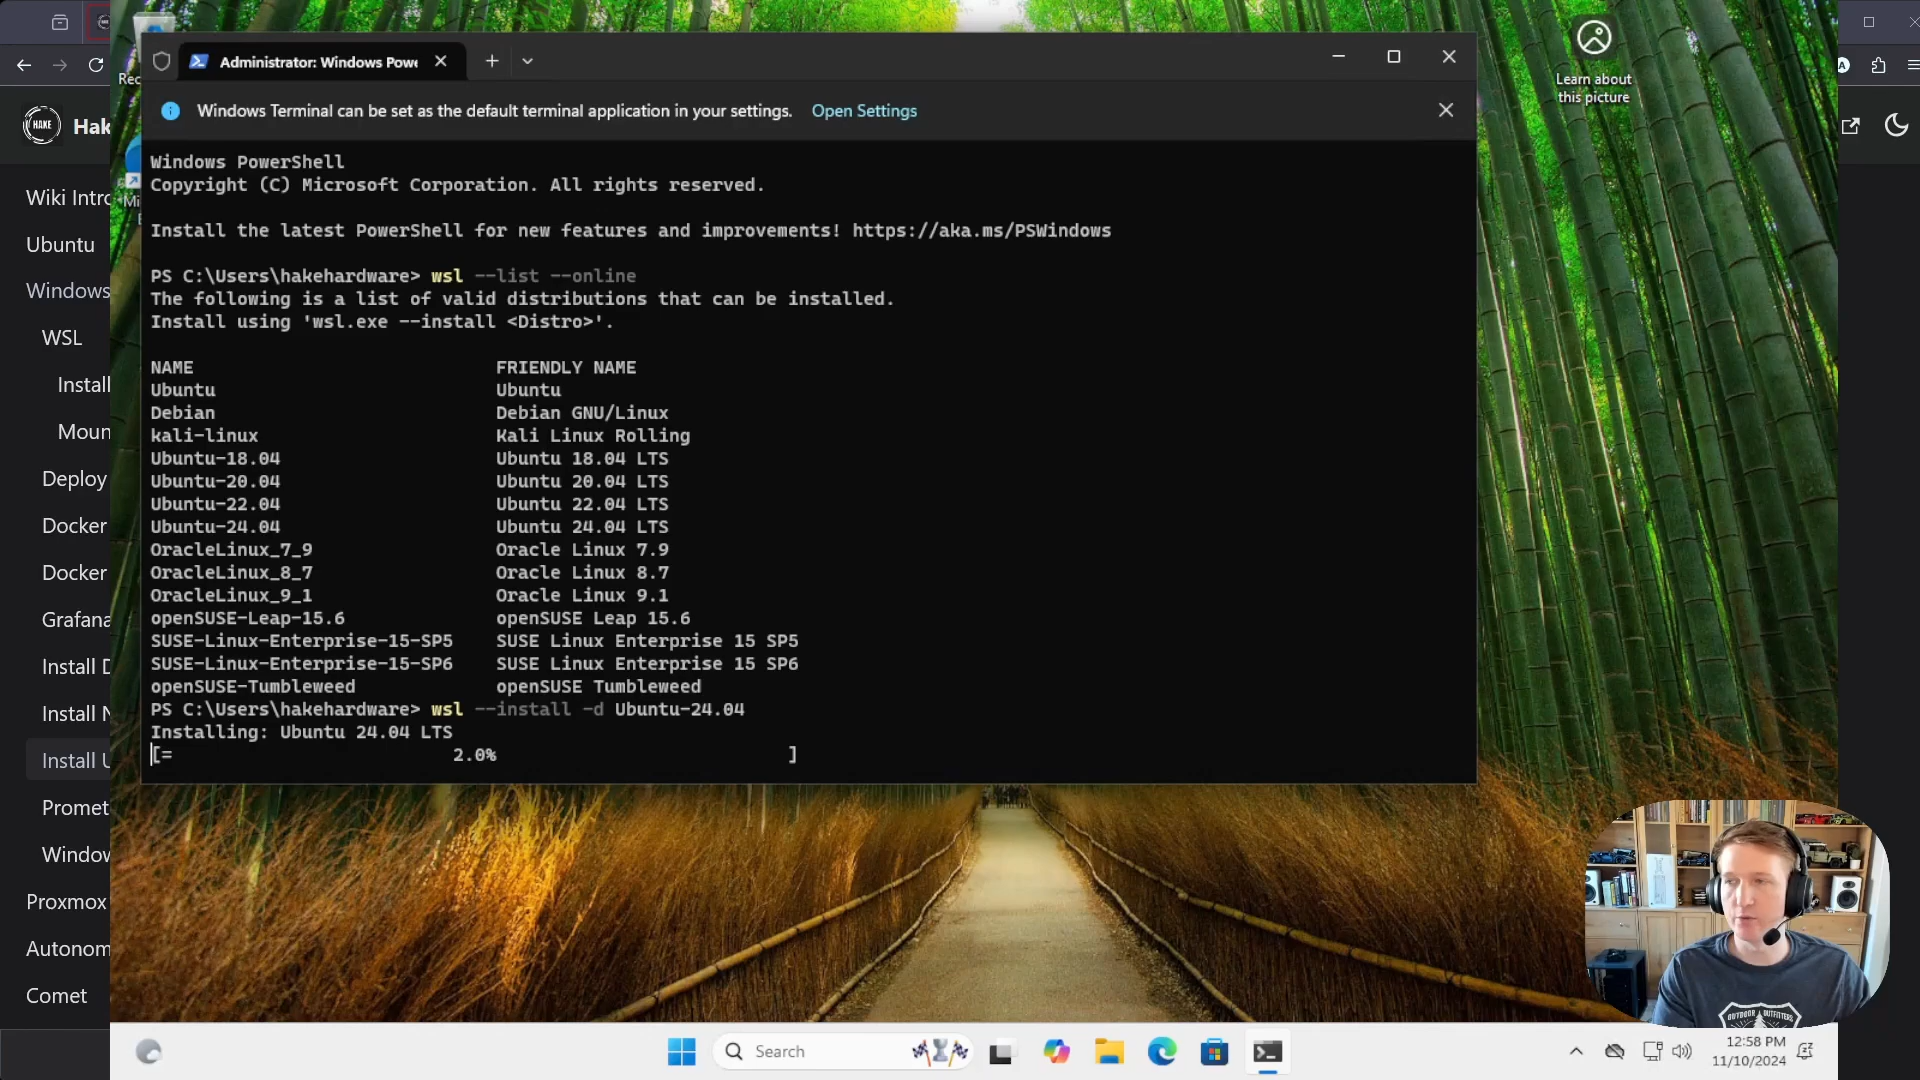 Administrator: Windows Powe
Windows Terminal can be set as the default terminal application in your settings. Open Settings
Windows PowerShell
Copyright (C) Microsoft Corporation. All rights reserved.
Install the latest PowerShell for new features and improvements! https://aka.ms/PSWindows
PS C:\Users\hakehardware> wsl --list --online
The following is a list of valid distributions that can be installed.
Install using 'wsl.exe --install <Distro>'.
NAME FRIENDLY NAME
Ubuntu Ubuntu
Debian Debian GNU/Linux
kali-linux Kali Linux Rolling
Ubuntu-18.04 Ubuntu 18.04 LTS
Ubuntu-20.04 Ubuntu 20.04 LTS
Ubuntu-22.04 Ubuntu 22.04 LTS
Ubuntu-24.04 Ubuntu 24.04 LTS
OracleLinux_7_9 Oracle Linux 7.9
OracleLinux_8_7 Oracle Linux 8.7
OracleLinux_9_1 Oracle Linux 9.1
openSUSE-Leap-15.6 openSUSE Leap 15.6
SUSE-Linux-Enterprise-15-SP5 SUSE Linux Enterprise 15 SP5
SUSE-Linux-Enterprise-15-SP6 SUSE Linux Enterprise 15 SP6
openSUSE-Tumbleweed openSUSE Tumbleweed
PS C:\Users\hakehardware> wsl --install -d Ubuntu-24.04
Installing: Ubuntu 24.04 LTS
[= 2.0% ]
Learn about
this picture
Rec
Mi
HAKE
Hak
Wiki Intro
Ubuntu
Windows
WSL
Install
Moun
Deploy
Docker
Docker
Grafana
Install D
Install N
Install U
Promet
Window
Proxmox
Autonom
Comet
OUTDOOR OUTFITTERS
Search
12:58 PM
11/10/2024